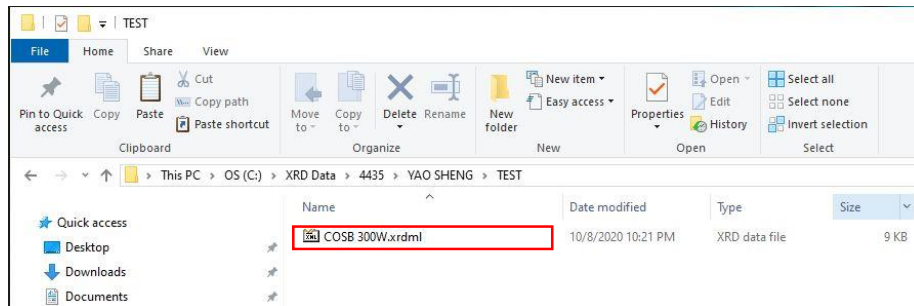 TEST
File Home Share View
Pin to Quick access
Copy
Paste
Cut
Copy path
Paste shortcut
Clipboard
Move to
Copy to
Delete
Rename
Organize
New folder
New item
Easy access
New
Properties
Open
Edit
History
Open
Select all
Select none
Invert selection
Select
This PC > OS (C:) > XRD Data > 4435 > YAO SHENG > TEST
Name Date modified Type Size
Quick access
Desktop
Downloads
Documents
COSB 300W.xrdml 10/8/2020 10:21 PM XRD data file 9 KB